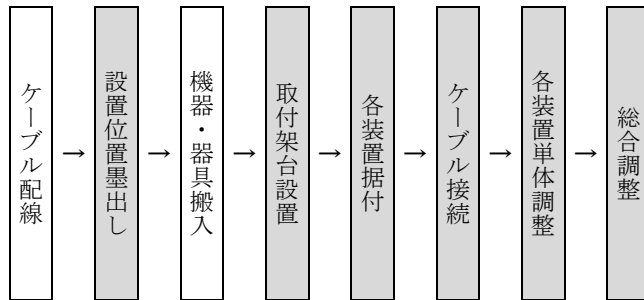 ケーブル配線
→
設置位置墨出し
→
機器・器具搬入
→
取付架台設置
→
各装置据付
→
ケーブル接続
→
各装置単体調整
→
総合調整